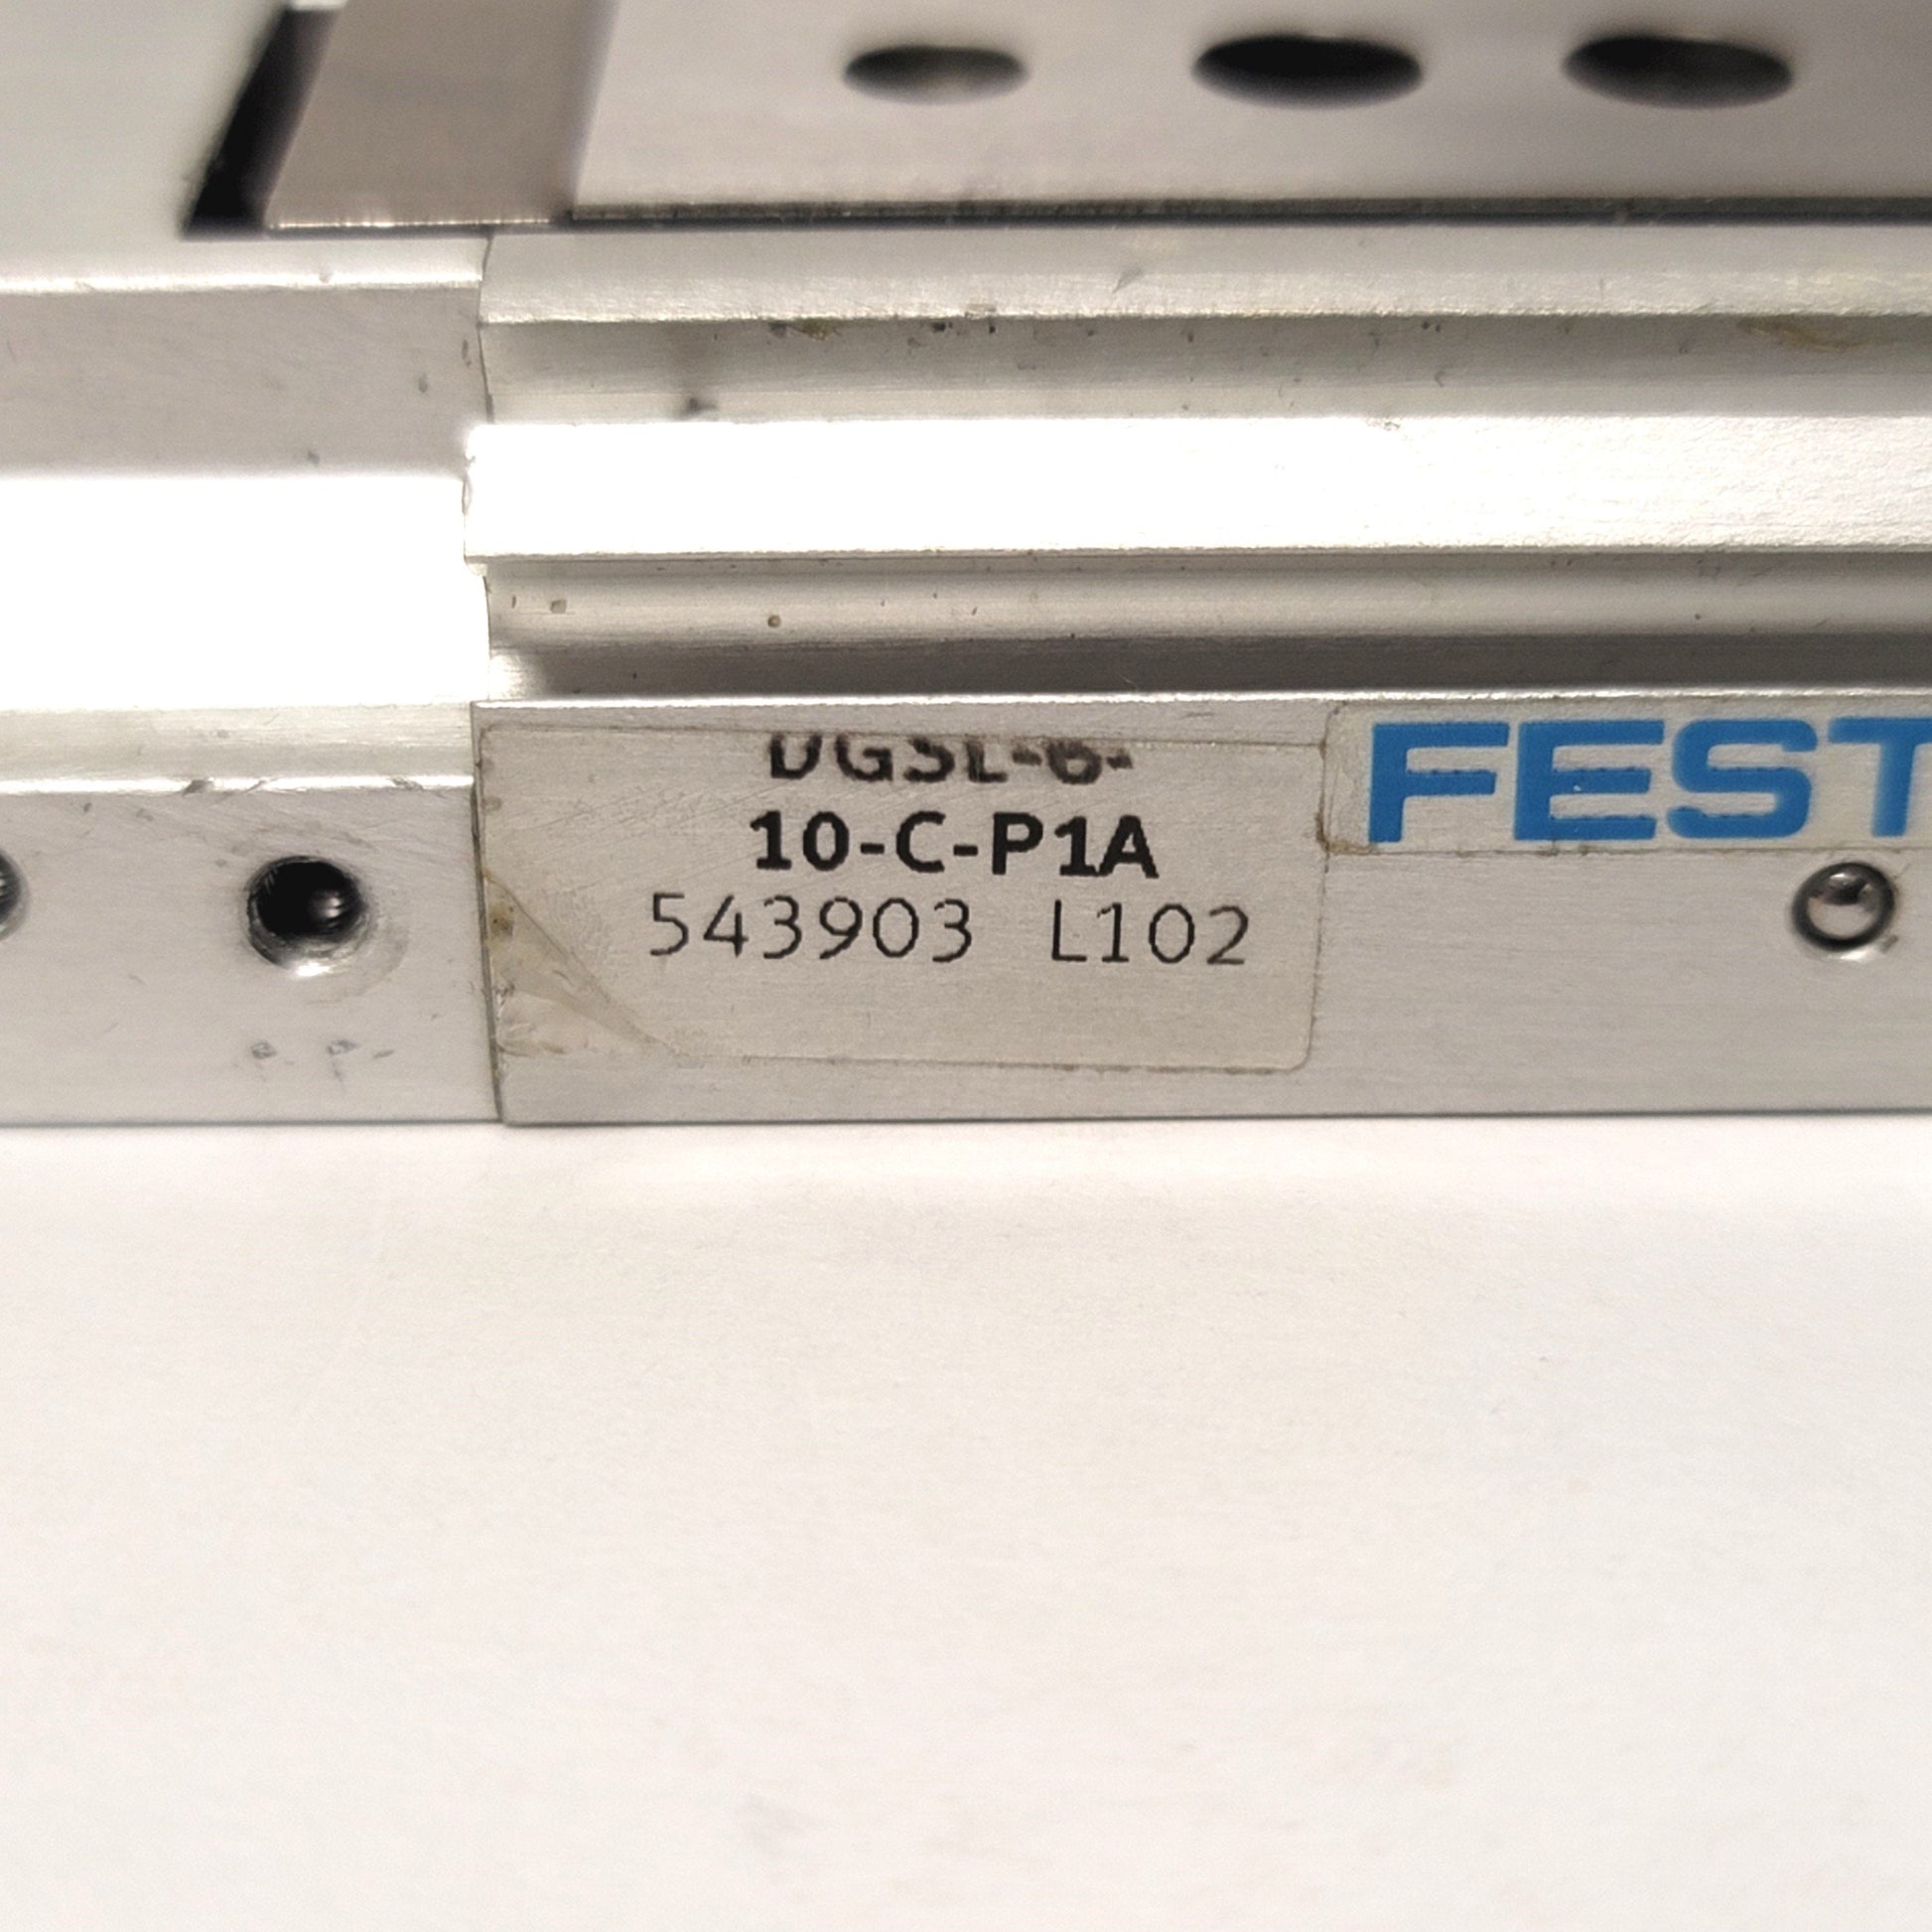 DGSL-6-
10-C-P1A
543903 L102
FEST